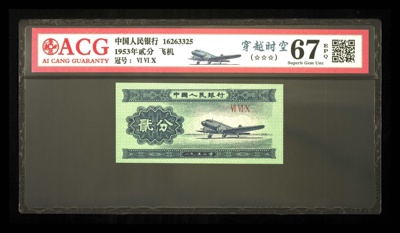 ACG
AI CANG GUARANTY
中国人民银行 16263325
1953年贰分 飞机
冠号：VI VI X
穿越时空
(☆☆☆)
67 EPQ
Superb Gem Unc
中國人民銀行
VI VI X
貳分
一九五三年